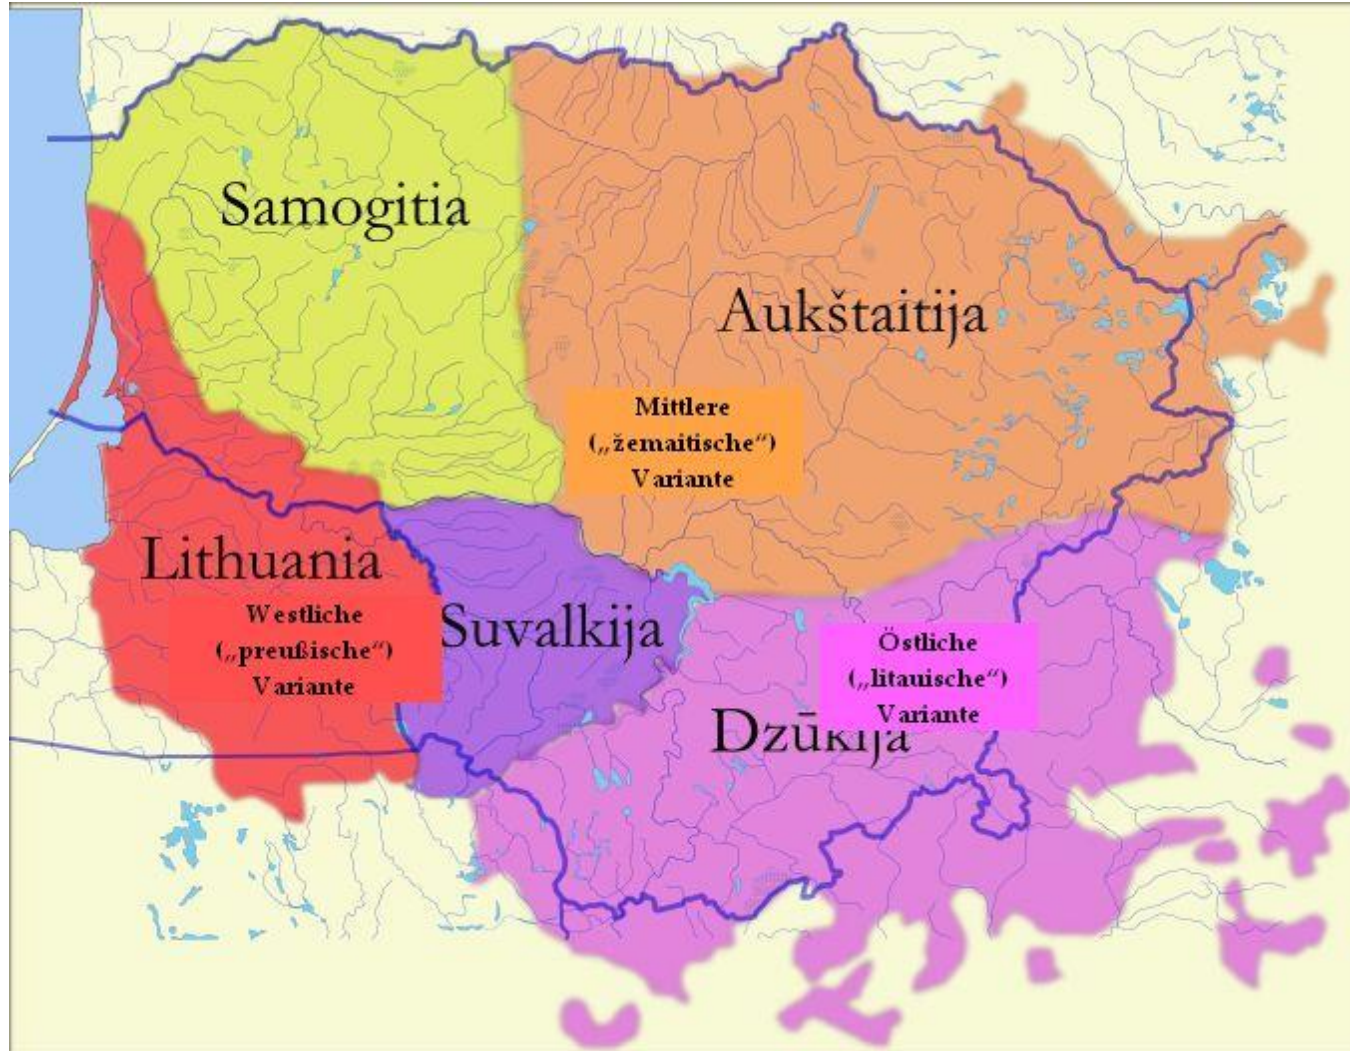 Samogitia
Aukštaitija
Mittlere
(„žemaitische“)
Variante
Lithuania
Westliche
(„preußische“)
Variante
Suvalkija
Östliche
(„litauische“)
Variante
Dzūkija